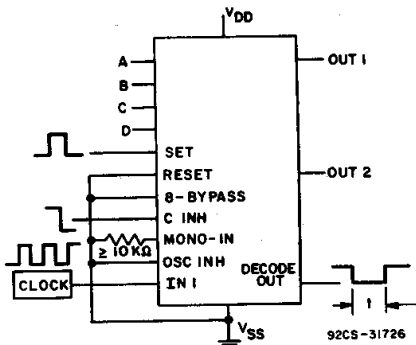 VDD
A
B
C
D
SET
RESET
8-BYPASS
C INH
MONO-IN
≥ 10 KΩ
OSC INH
CLOCK
IN 1
OUT 1
OUT 2
DECODE
OUT
t
VSS
92CS-31726